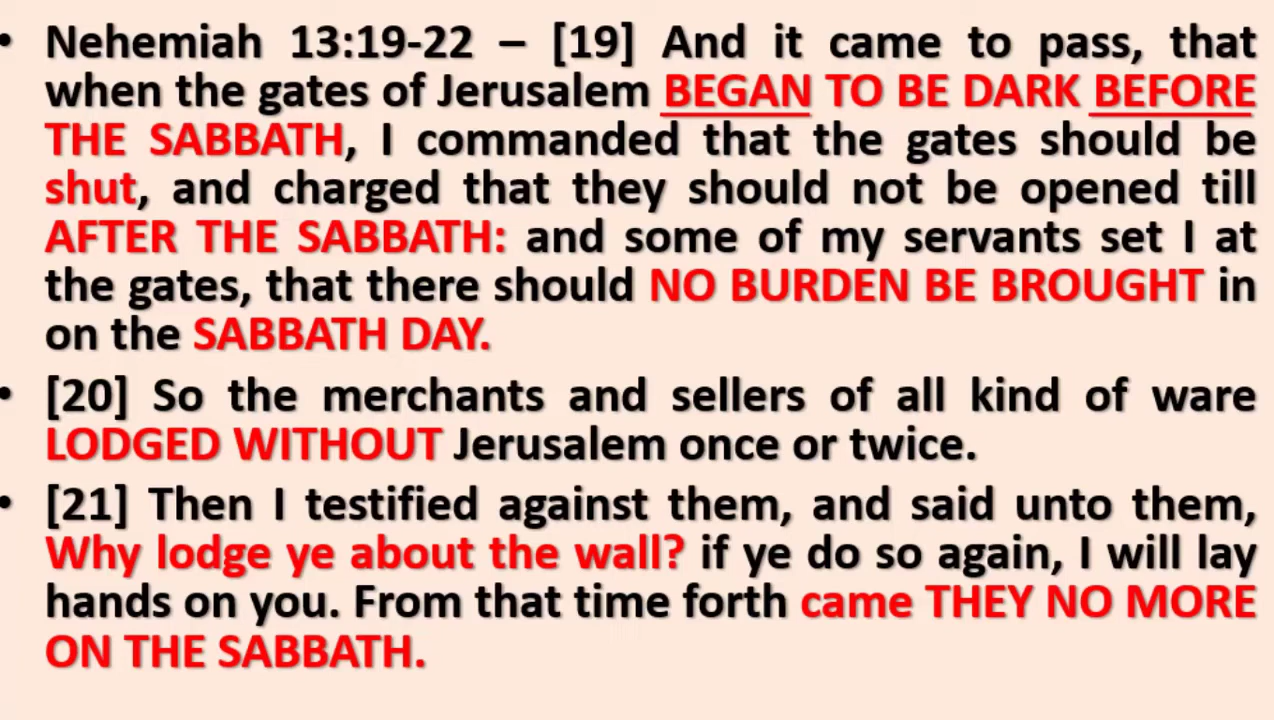 • Nehemiah 13:19-22 – [19] And it came to pass, that
when the gates of Jerusalem BEGAN TO BE DARK BEFORE
THE SABBATH, I commanded that the gates should be
shut, and charged that they should not be opened till
AFTER THE SABBATH: and some of my servants set I at
the gates, that there should NO BURDEN BE BROUGHT in
on the SABBATH DAY.
• [20] So the merchants and sellers of all kind of ware
LODGED WITHOUT Jerusalem once or twice.
• [21] Then I testified against them, and said unto them,
Why lodge ye about the wall? if ye do so again, I will lay
hands on you. From that time forth came THEY NO MORE
ON THE SABBATH.